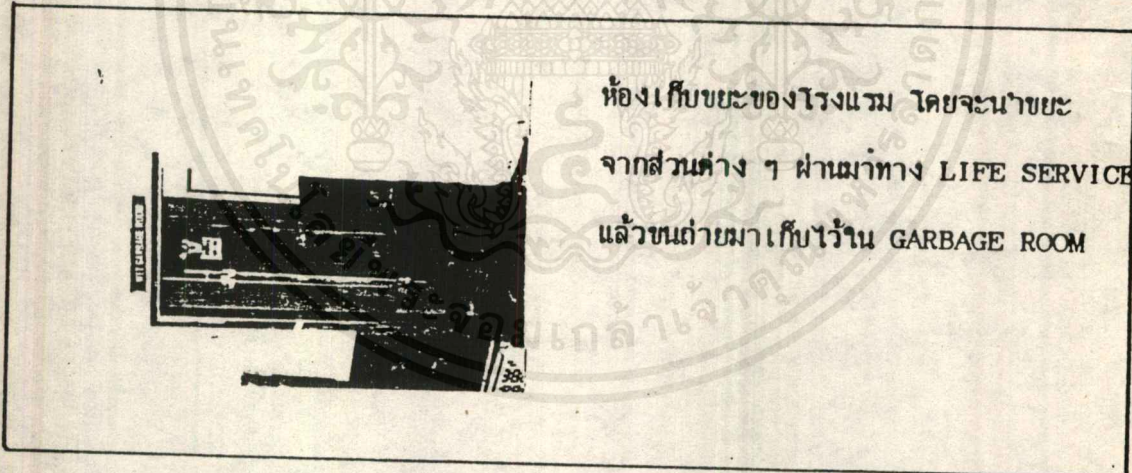 ห้องเก็บขยะของโรงแรม โดยจะนำขยะ
จากส่วนต่าง ๆ ผ่านมาทาง LIFE SERVICE
แล้วขนถ่ายมาเก็บไว้ใน GARBAGE ROOM
WET GARBAGE ROOM